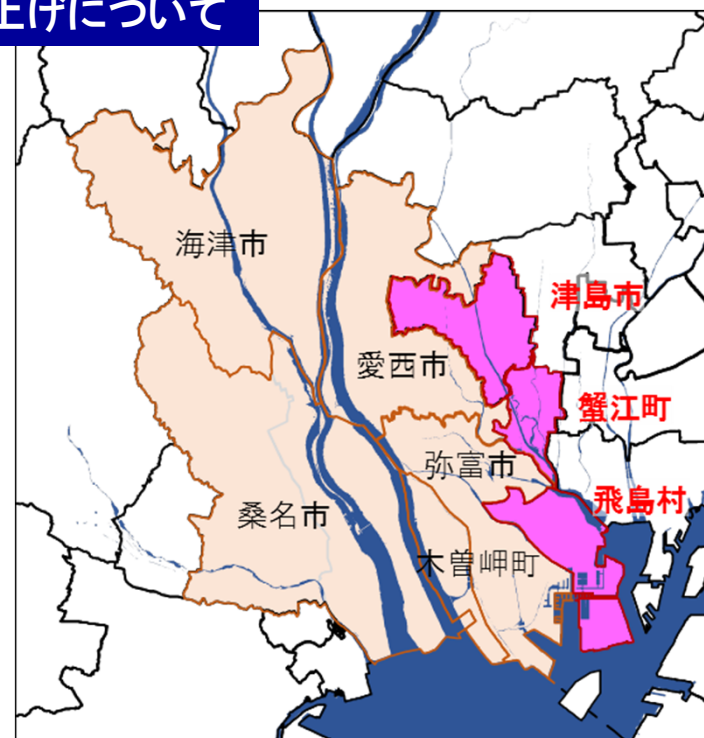 上げについて
海津市
津島市
愛西市
蟹江町
弥富市
飛島村
桑名市
木曽岬町